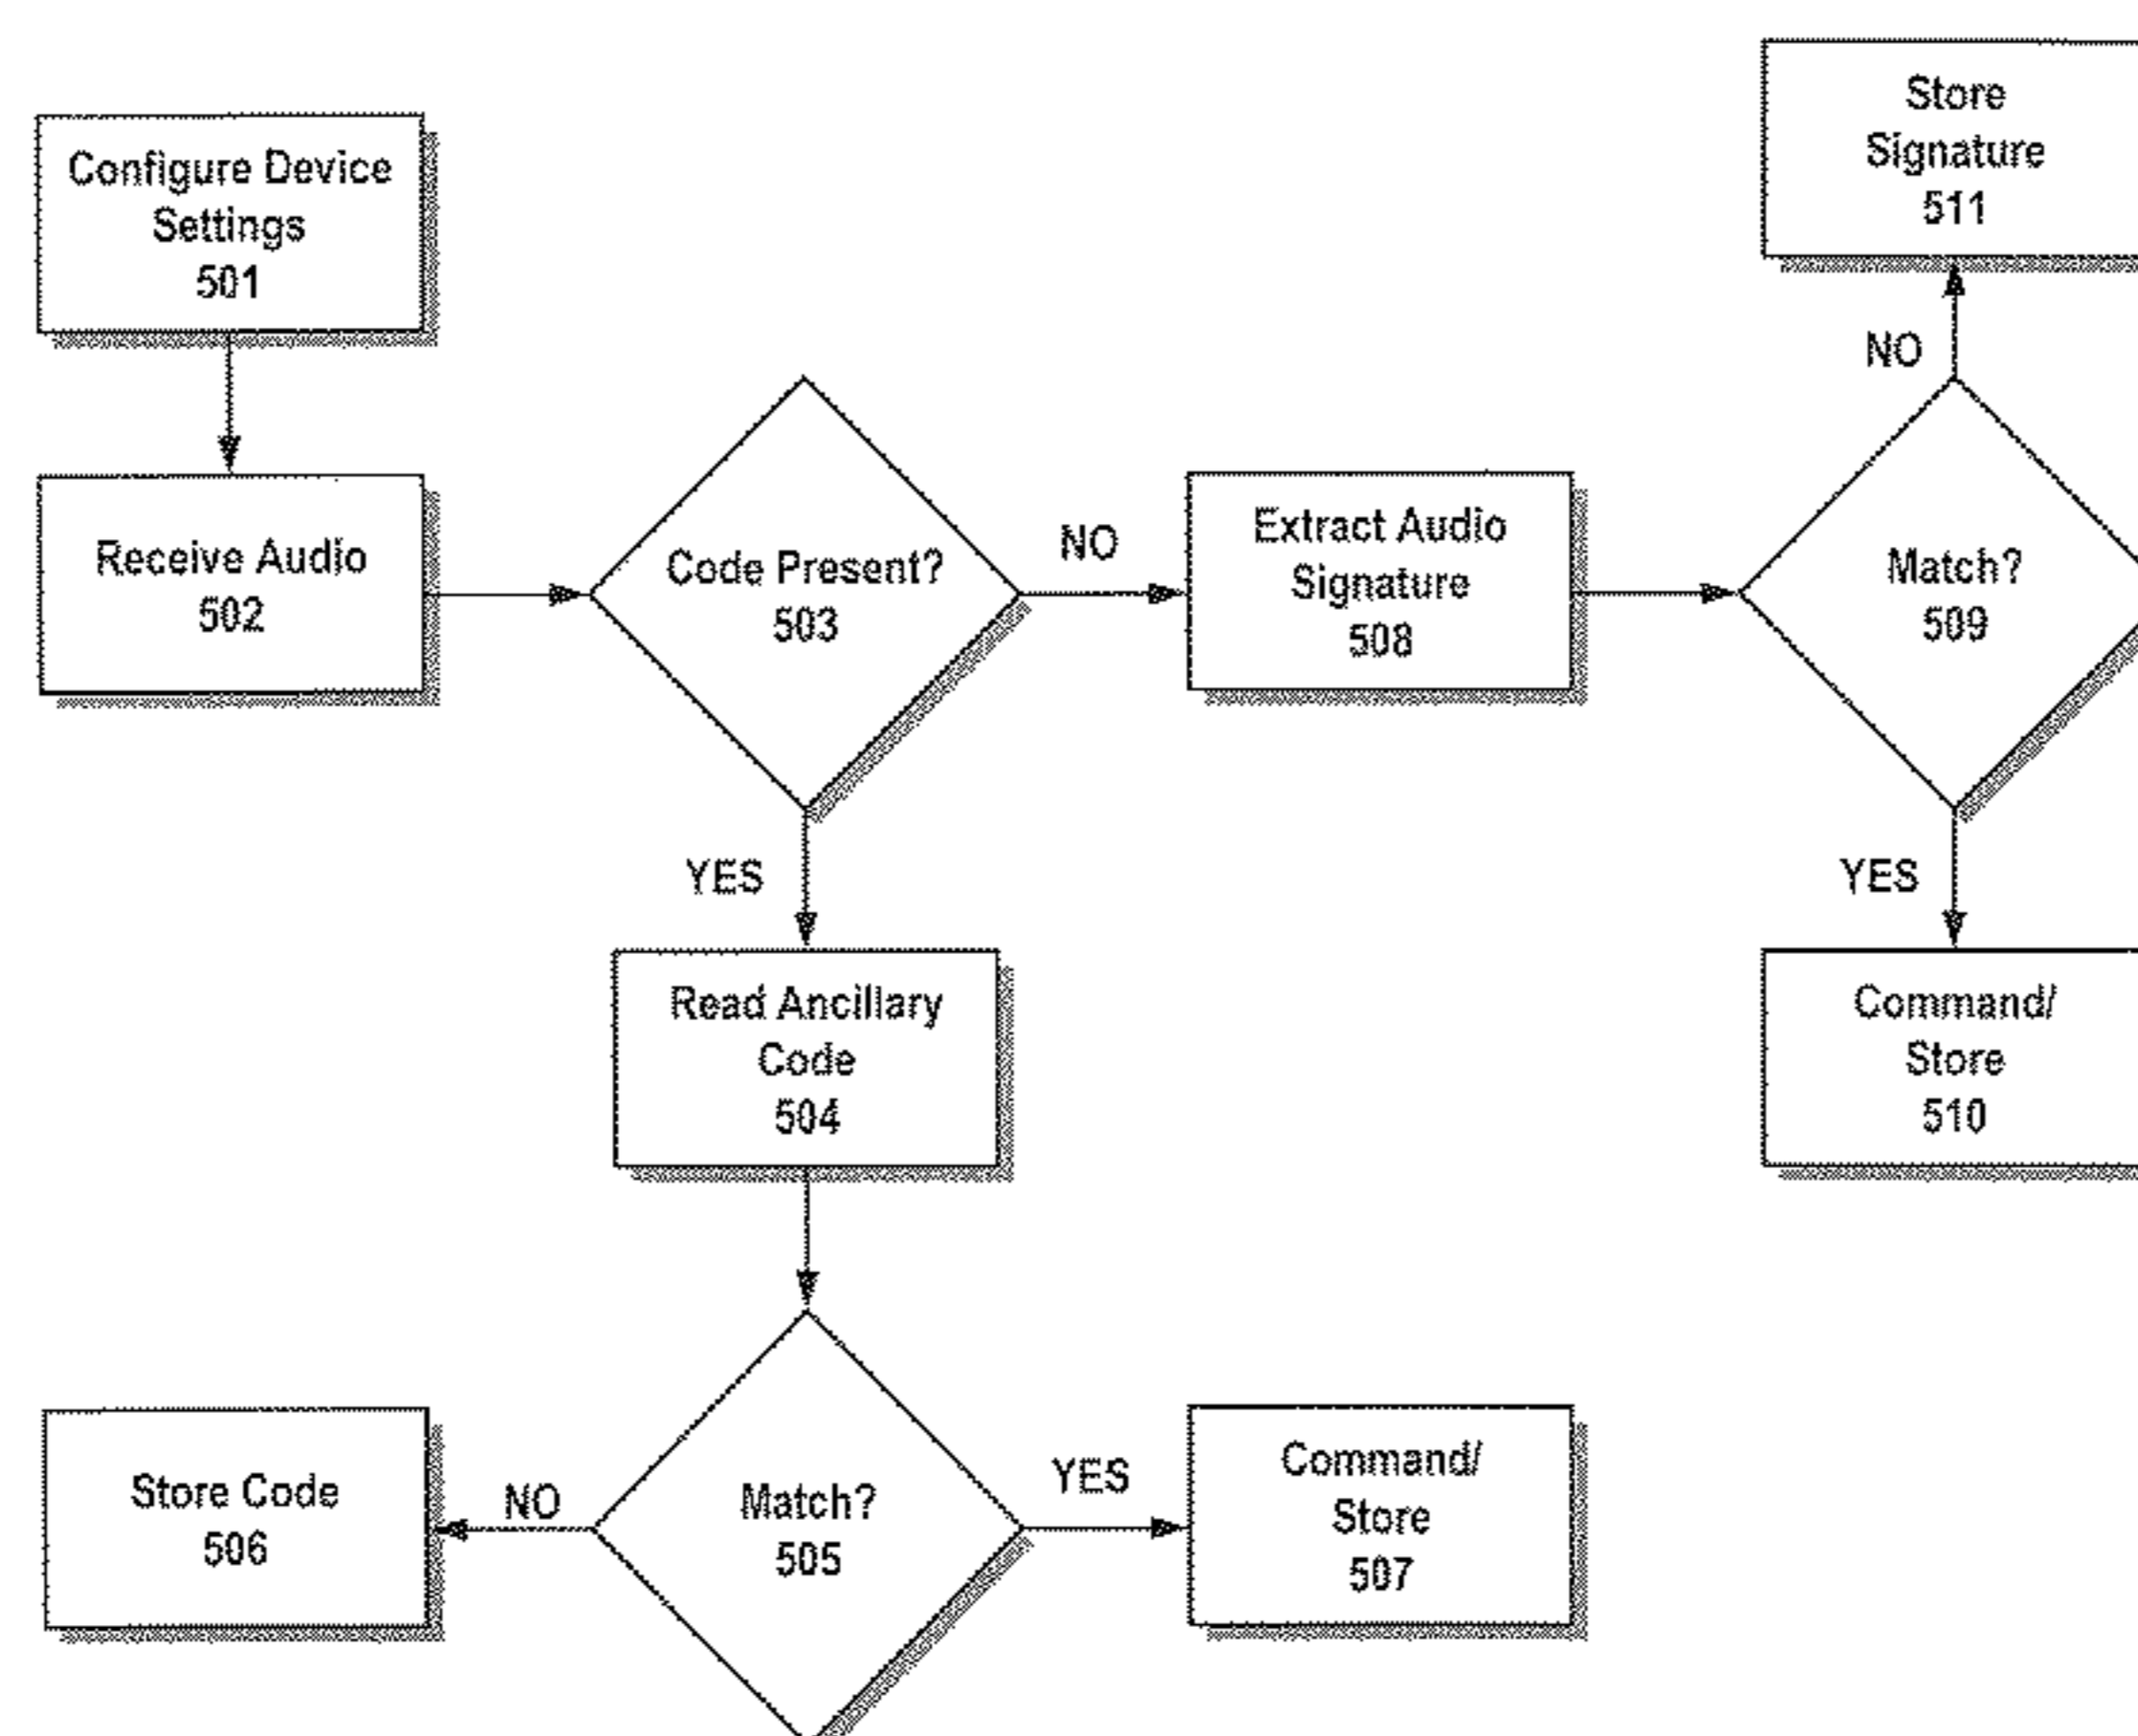 Configure Device
Settings
501
Receive Audio
502
Code Present?
503
NO
Extract Audio
Signature
508
Match?
509
NO
Store
Signature
511
YES
Command/
Store
510
YES
Read Ancillary
Code
504
Match?
505
NO
Store Code
506
YES
Command/
Store
507